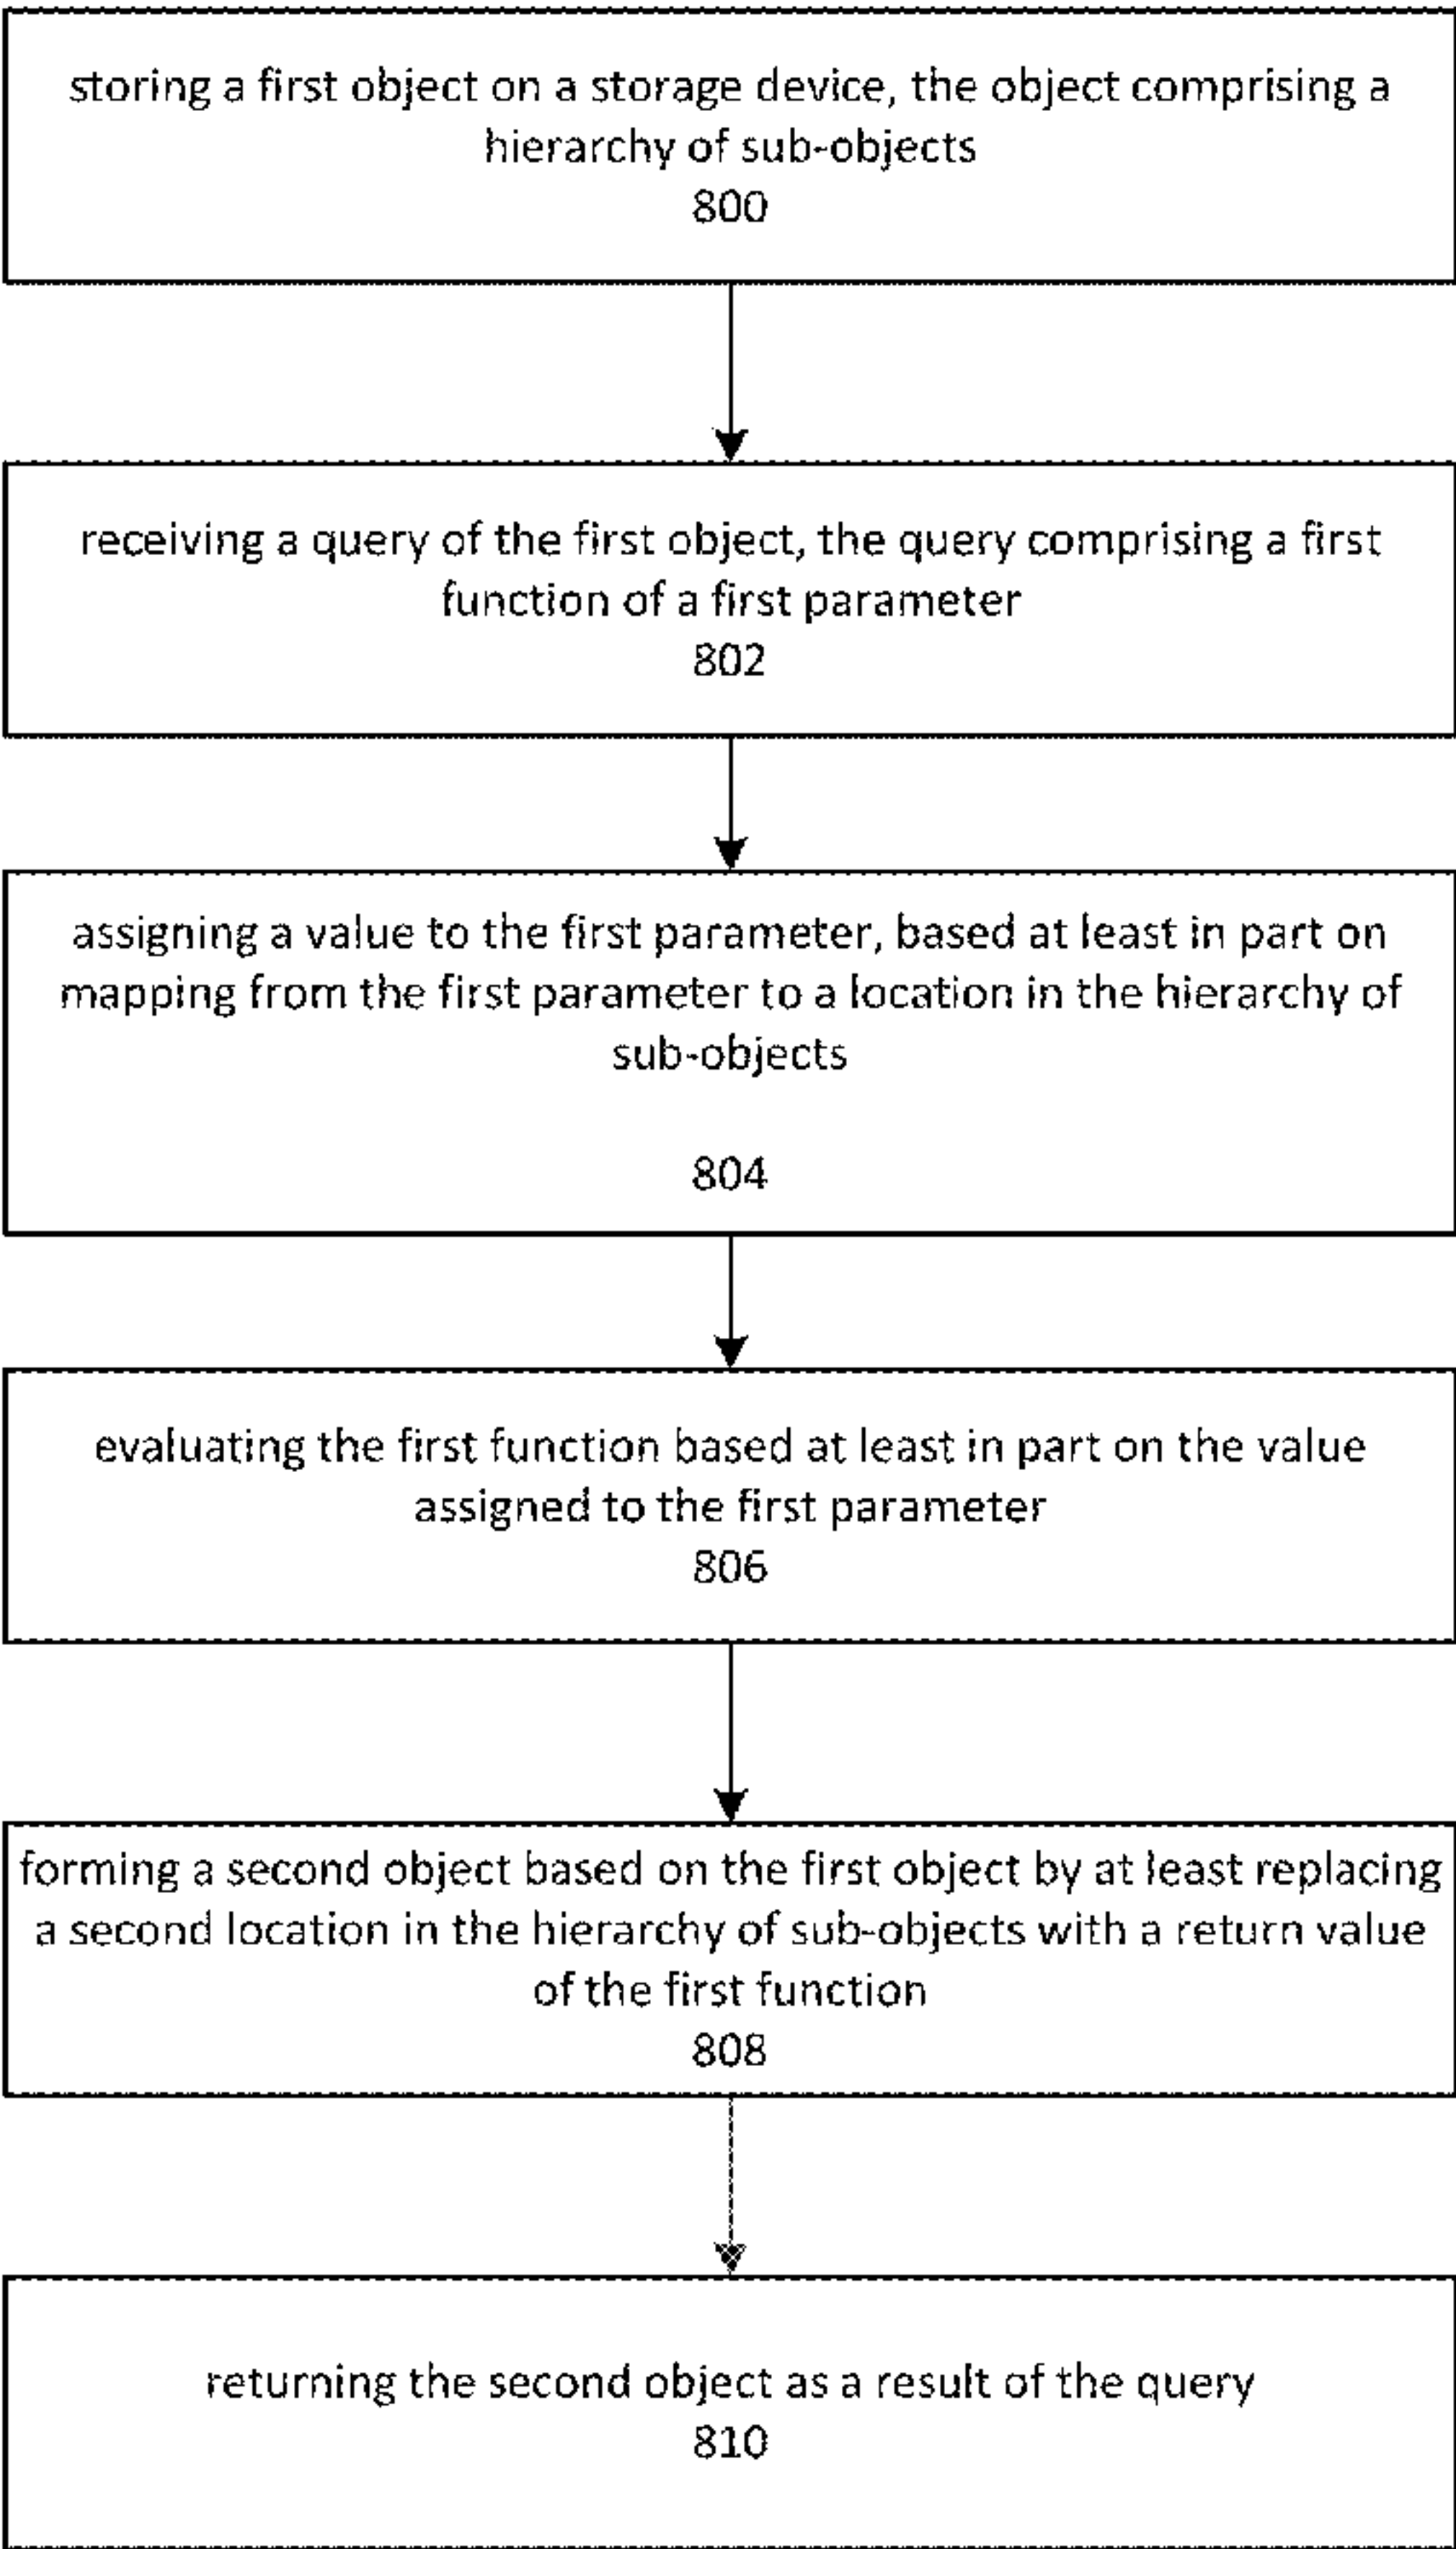 storing a first object on a storage device, the object comprising a
hierarchy of sub-objects
800
receiving a query of the first object, the query comprising a first
function of a first parameter
802
assigning a value to the first parameter, based at least in part on
mapping from the first parameter to a location in the hierarchy of
sub-objects
804
evaluating the first function based at least in part on the value
assigned to the first parameter
806
forming a second object based on the first object by at least replacing
a second location in the hierarchy of sub-objects with a return value
of the first function
808
returning the second object as a result of the query
810